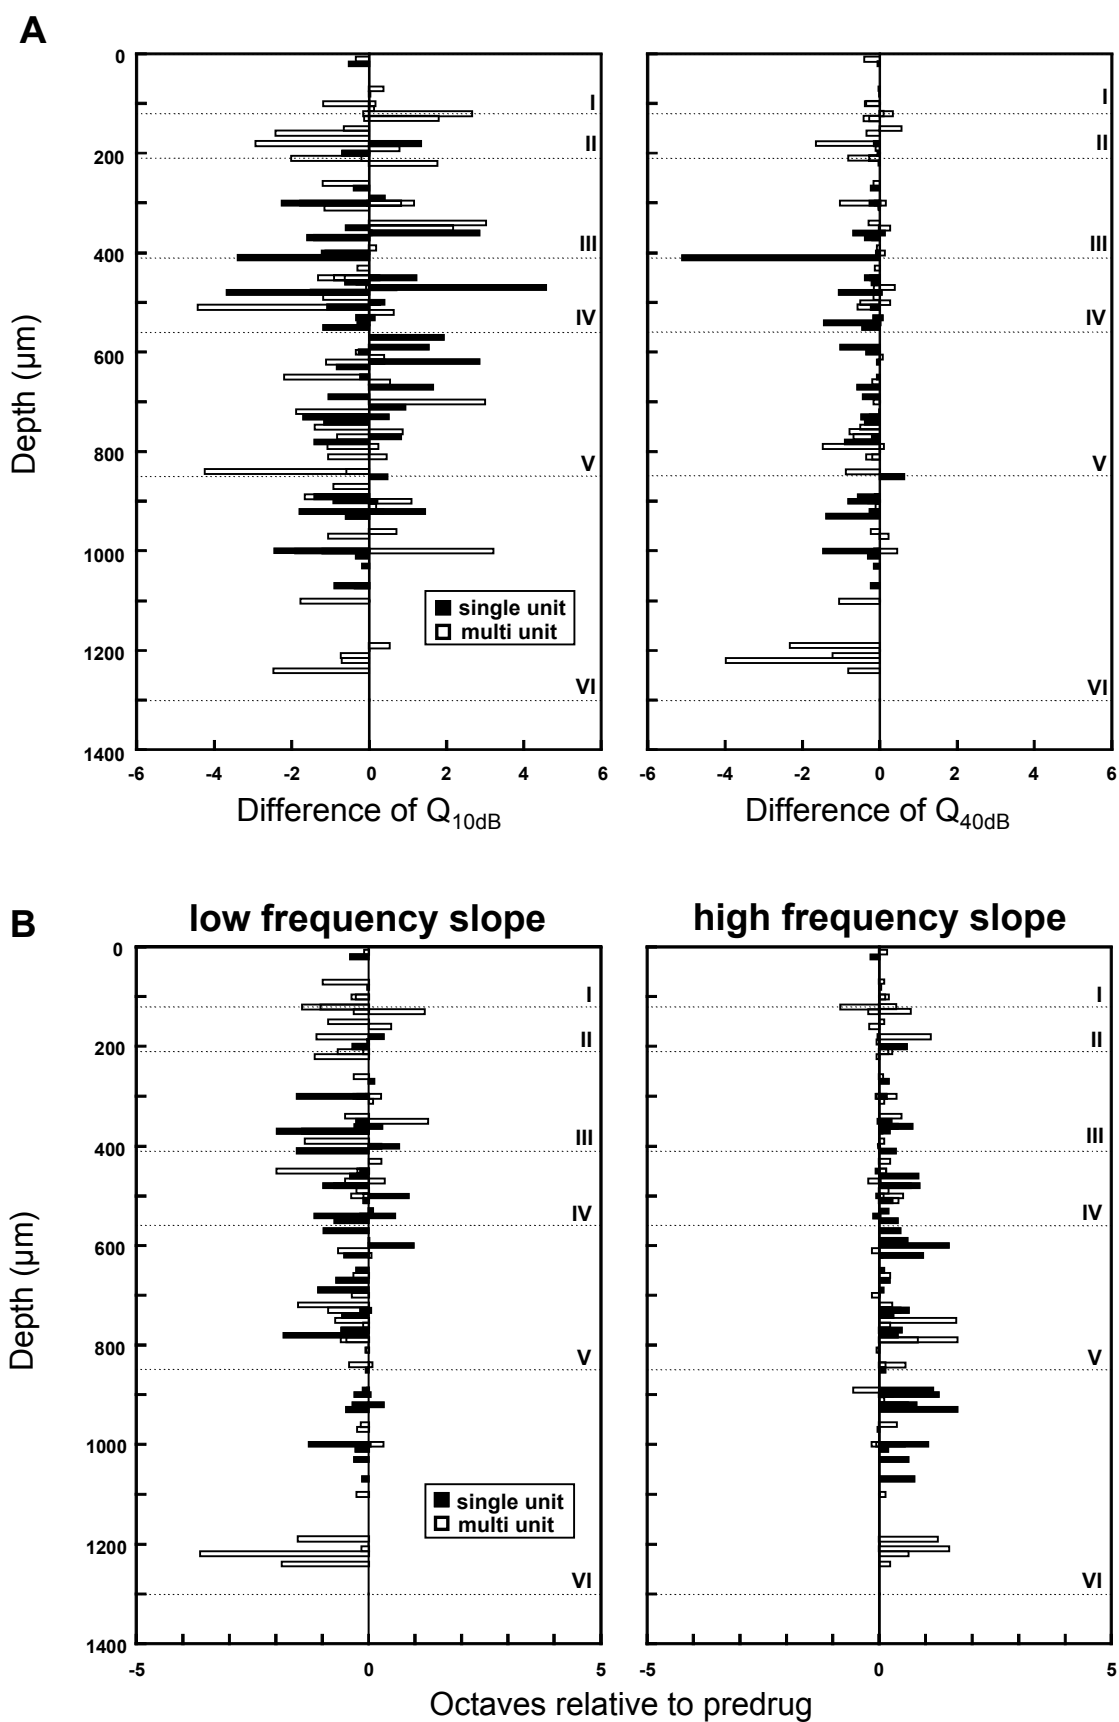 A
0
200
400
600
800
1000
1200
1400
Depth (µm)
I
II
III
IV
V
VI
single unit
multi unit
-6 -4 -2 0 2 4 6
Difference of Q10dB
I
II
III
IV
V
VI
-6 -4 -2 0 2 4 6
Difference of Q40dB
B
low frequency slope
0
200
400
600
800
1000
1200
1400
Depth (µm)
I
II
III
IV
V
VI
single unit
multi unit
-5 0 5
high frequency slope
I
II
III
IV
V
VI
-5 0 5
Octaves relative to predrug